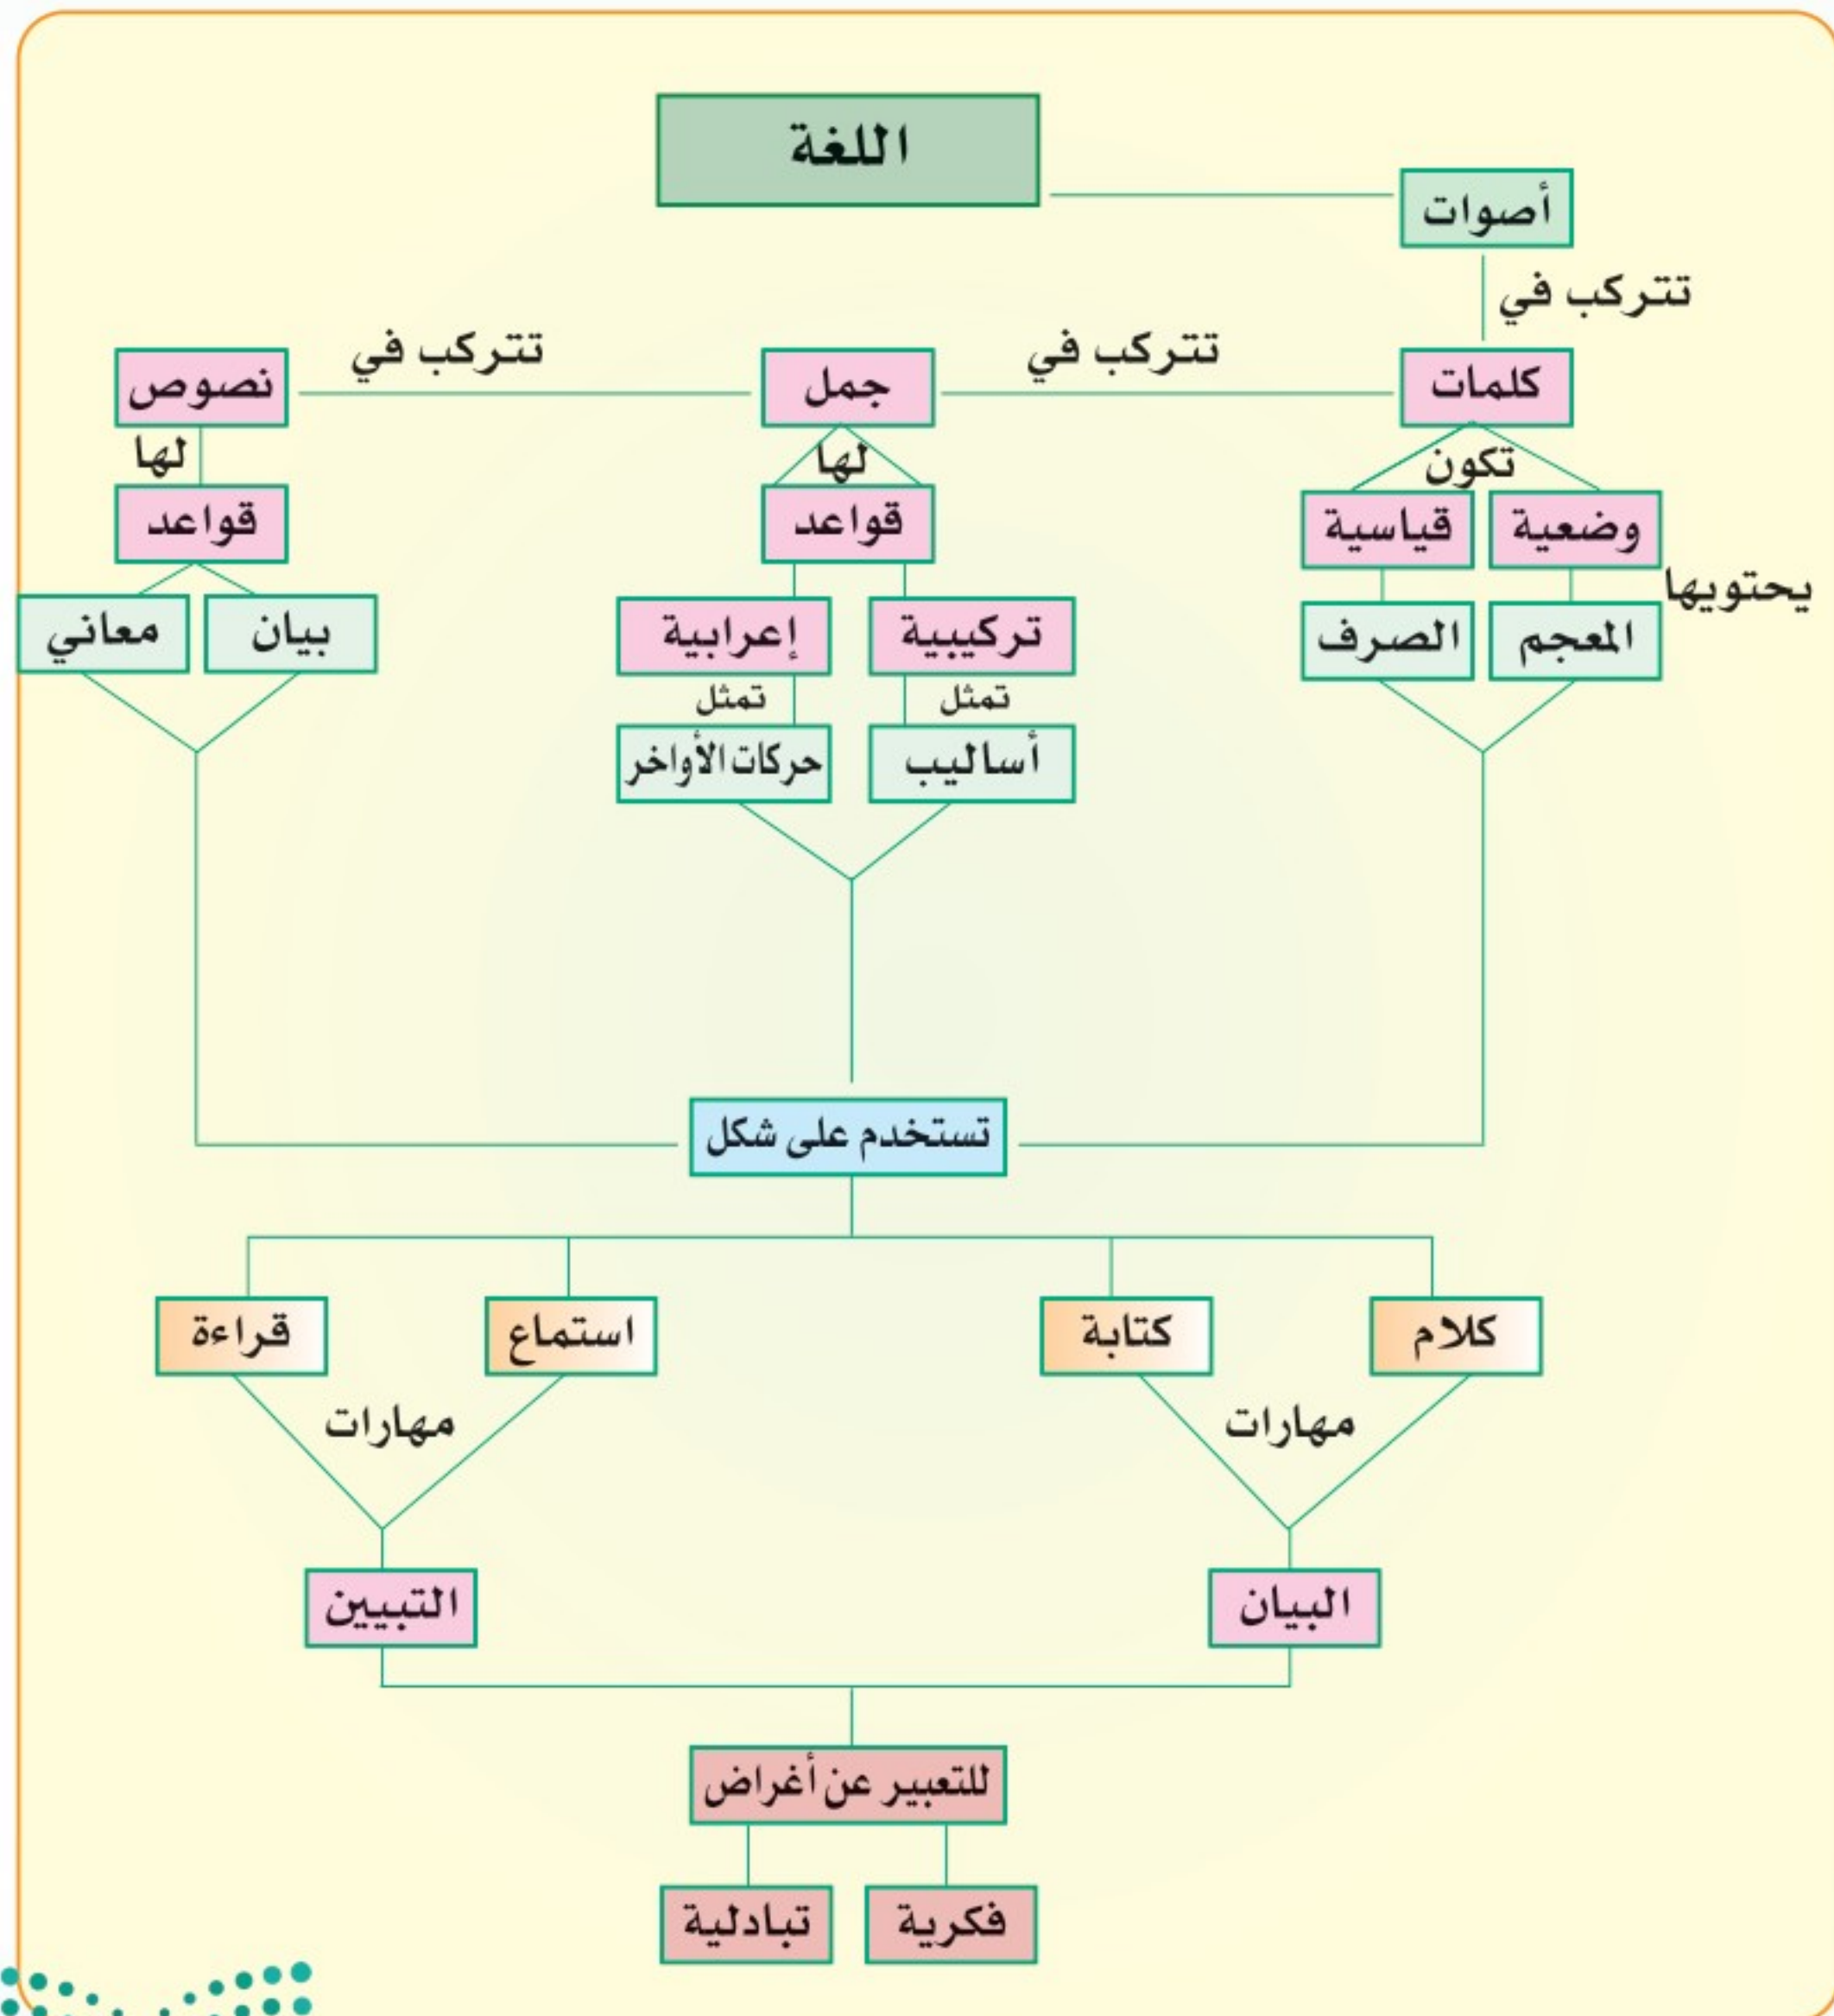 اللغة
أصوات
تتركب في
كلمات
تتركب في
جمل
تتركب في
نصوص
تكون
لها
لها
وضعية
قياسية
قواعد
قواعد
يحتويها
المعجم
الصرف
تركيبية
إعرابية
بيان
معاني
تمثل
تمثل
أساليب
حركات الأواخر
تستخدم على شكل
كلام
كتابة
استماع
قراءة
مهارات
مهارات
البيان
التبيين
للتعبير عن أغراض
فكرية
تبادلية